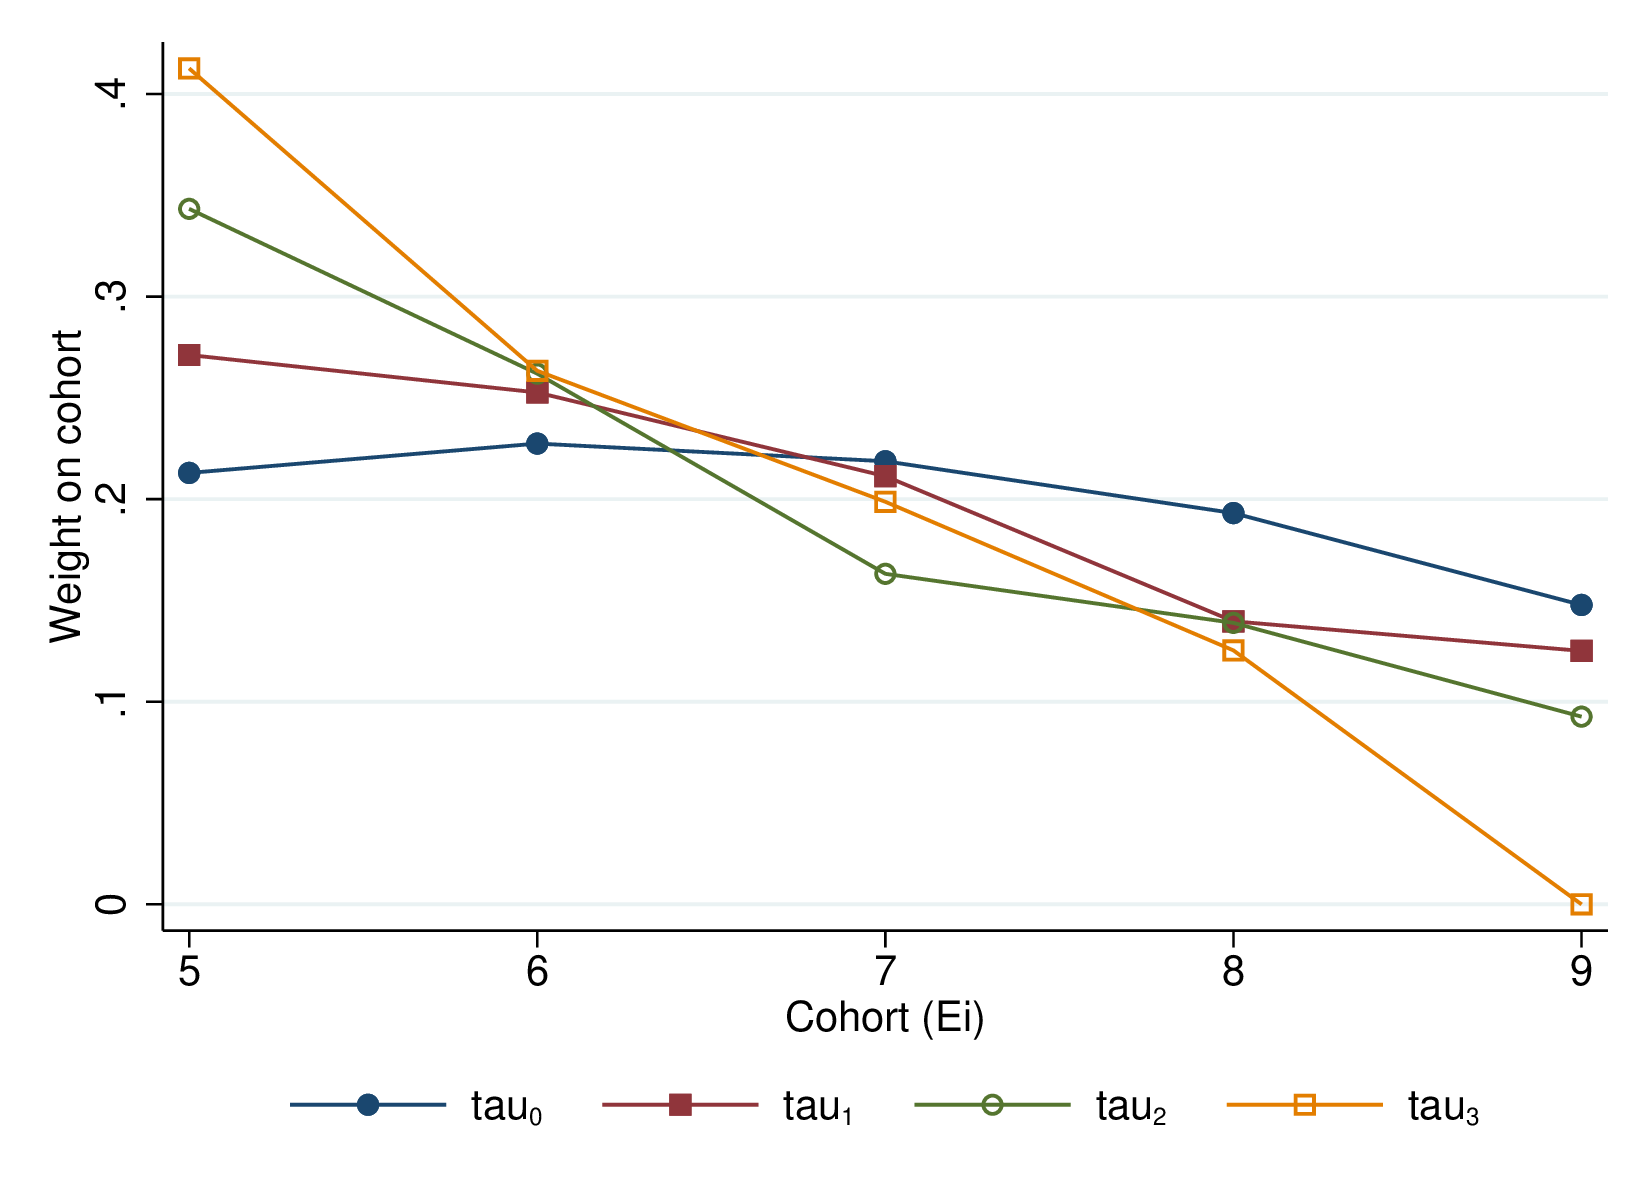 Weight on cohort
.4
.3
.2
.1
0
5 6 7 8 9
Cohort (Ei)
tau₀ tau₁ tau₂ tau₃